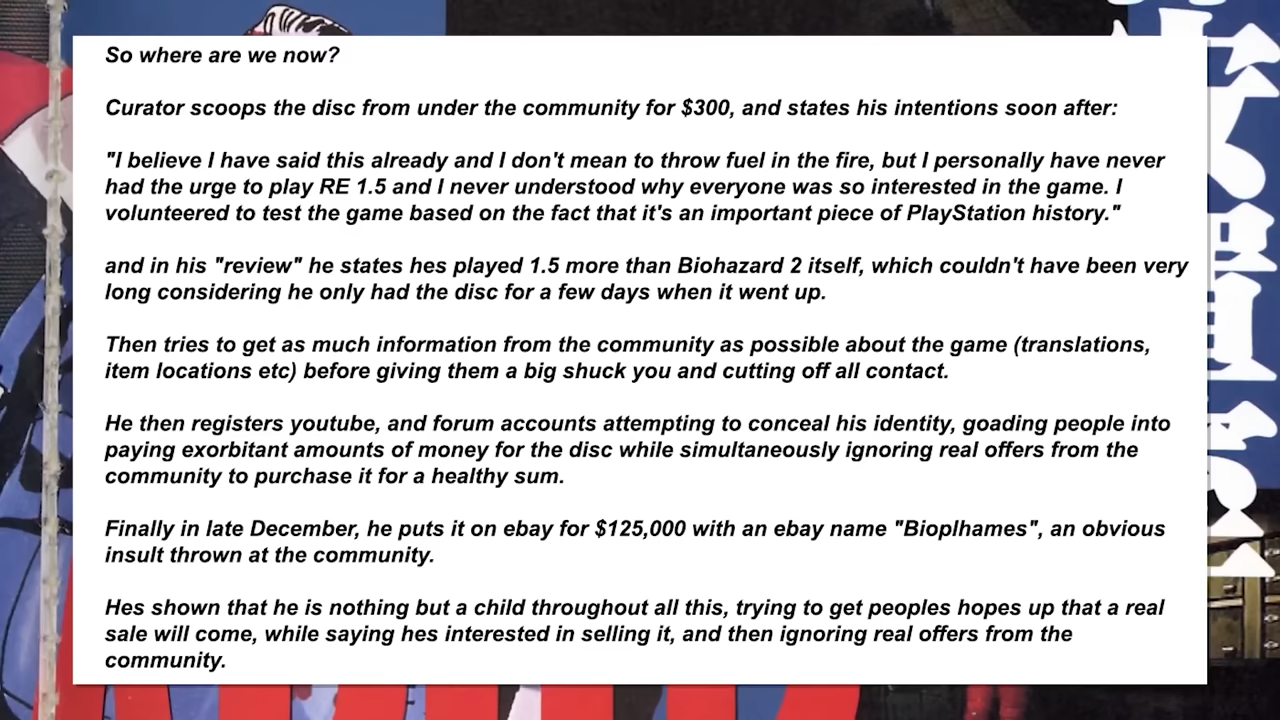 So where are we now?
Curator scoops the disc from under the community for $300, and states his intentions soon after:
"I believe I have said this already and I don't mean to throw fuel in the fire, but I personally have never
had the urge to play RE 1.5 and I never understood why everyone was so interested in the game. I
volunteered to test the game based on the fact that it's an important piece of PlayStation history."
and in his "review" he states hes played 1.5 more than Biohazard 2 itself, which couldn't have been very
long considering he only had the disc for a few days when it went up.
Then tries to get as much information from the community as possible about the game (translations,
item locations etc) before giving them a big shuck you and cutting off all contact.
He then registers youtube, and forum accounts attempting to conceal his identity, goading people into
paying exorbitant amounts of money for the disc while simultaneously ignoring real offers from the
community to purchase it for a healthy sum.
Finally in late December, he puts it on ebay for $125,000 with an ebay name "Bioplhames", an obvious
insult thrown at the community.
Hes shown that he is nothing but a child throughout all this, trying to get peoples hopes up that a real
sale will come, while saying hes interested in selling it, and then ignoring real offers from the
community.